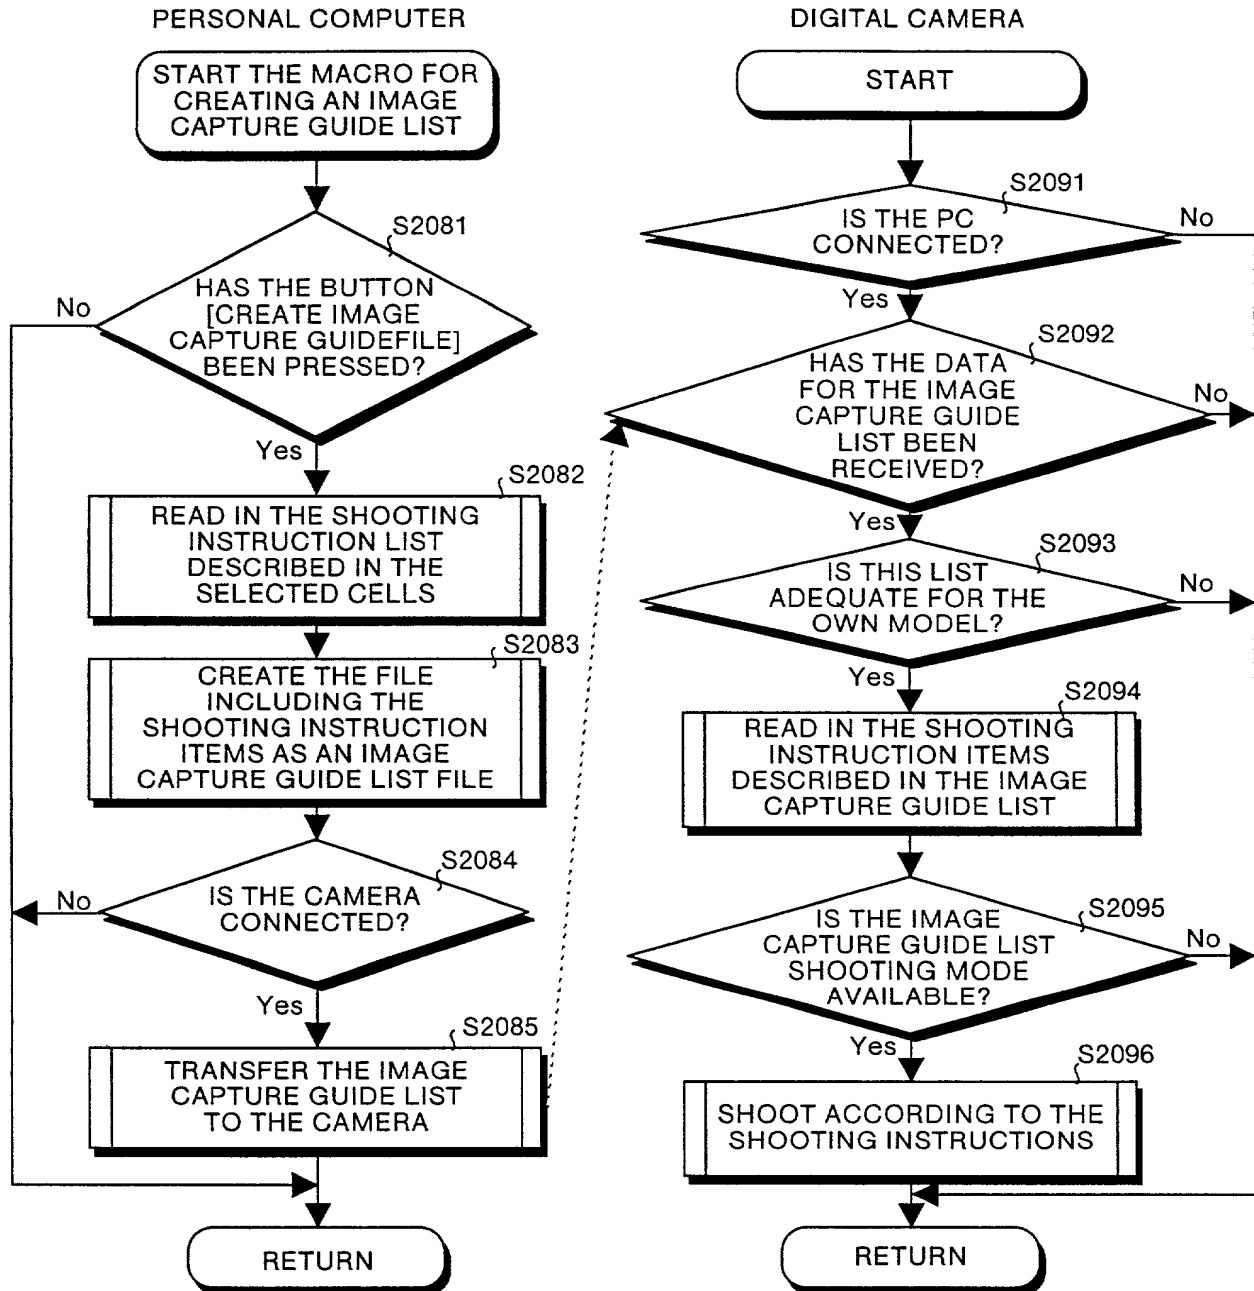 PERSONAL COMPUTER
START THE MACRO FOR
CREATING AN IMAGE
CAPTURE GUIDE LIST
S2081
HAS THE BUTTON
[CREATE IMAGE
CAPTURE GUIDEFILE]
BEEN PRESSED?
No
Yes
S2082
READ IN THE SHOOTING
INSTRUCTION LIST
DESCRIBED IN THE
SELECTED CELLS
S2083
CREATE THE FILE
INCLUDING THE
SHOOTING INSTRUCTION
ITEMS AS AN IMAGE
CAPTURE GUIDE LIST FILE
S2084
IS THE CAMERA
CONNECTED?
No
Yes
S2085
TRANSFER THE IMAGE
CAPTURE GUIDE LIST
TO THE CAMERA
RETURN
DIGITAL CAMERA
START
S2091
IS THE PC
CONNECTED?
No
Yes
S2092
HAS THE DATA
FOR THE IMAGE
CAPTURE GUIDE
LIST BEEN
RECEIVED?
No
Yes
S2093
IS THIS LIST
ADEQUATE FOR THE
OWN MODEL?
No
Yes
S2094
READ IN THE SHOOTING
INSTRUCTION ITEMS
DESCRIBED IN THE IMAGE
CAPTURE GUIDE LIST
S2095
IS THE IMAGE
CAPTURE GUIDE LIST
SHOOTING MODE
AVAILABLE?
No
Yes
S2096
SHOOT ACCORDING TO THE
SHOOTING INSTRUCTIONS
RETURN